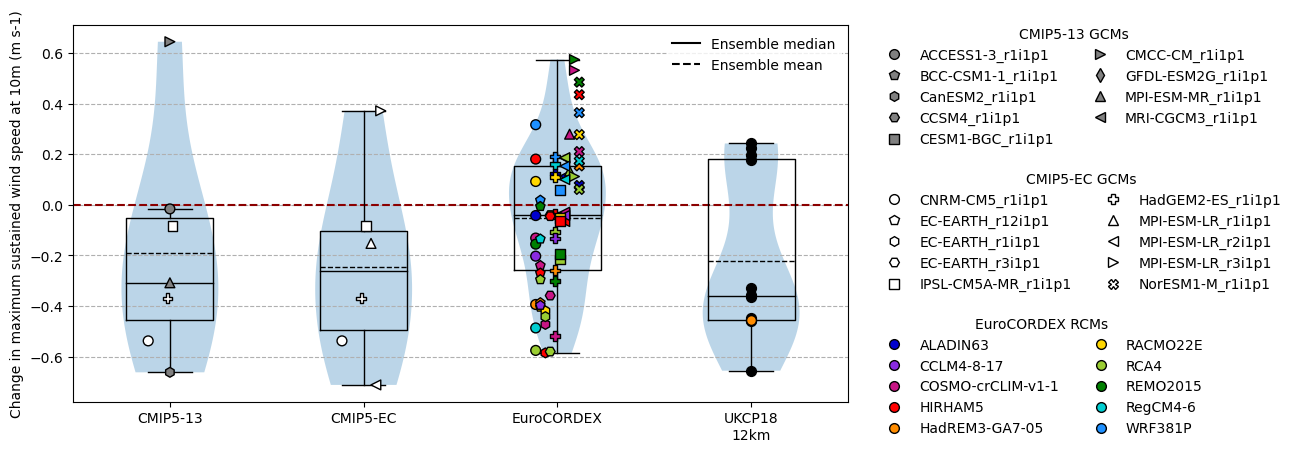 Change in maximum sustained wind speed at 10m (m s-1)
0.6
0.4
0.2
0.0
−0.2
−0.4
−0.6
Ensemble median
Ensemble mean
CMIP5-13
CMIP5-EC
EuroCORDEX
UKCP18
12km
CMIP5-13 GCMs
ACCESS1-3_r1i1p1
BCC-CSM1-1_r1i1p1
CanESM2_r1i1p1
CCSM4_r1i1p1
CESM1-BGC_r1i1p1
CMCC-CM_r1i1p1
GFDL-ESM2G_r1i1p1
MPI-ESM-MR_r1i1p1
MRI-CGCM3_r1i1p1
CMIP5-EC GCMs
CNRM-CM5_r1i1p1
EC-EARTH_r12i1p1
EC-EARTH_r1i1p1
EC-EARTH_r3i1p1
IPSL-CM5A-MR_r1i1p1
HadGEM2-ES_r1i1p1
MPI-ESM-LR_r1i1p1
MPI-ESM-LR_r2i1p1
MPI-ESM-LR_r3i1p1
NorESM1-M_r1i1p1
EuroCORDEX RCMs
ALADIN63
CCLM4-8-17
COSMO-crCLIM-v1-1
HIRHAM5
HadREM3-GA7-05
RACMO22E
RCA4
REMO2015
RegCM4-6
WRF381P